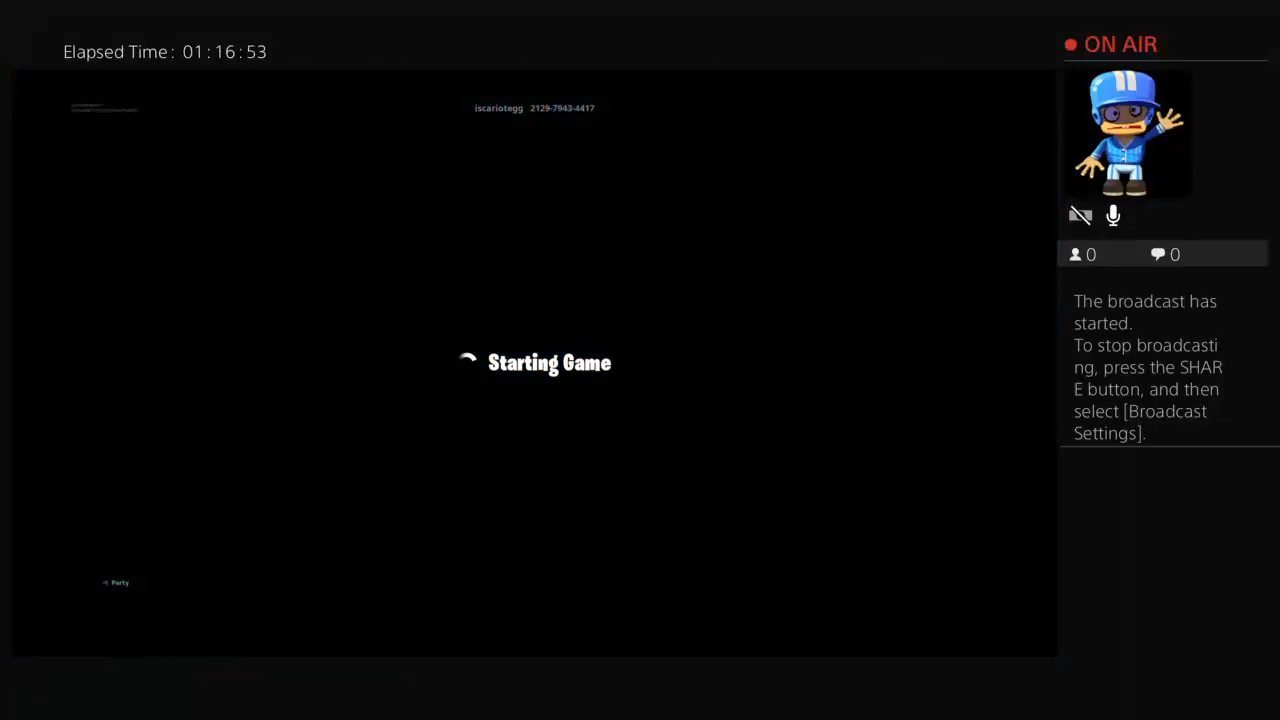 Elapsed Time: 01:16:53
ON AIR
iscariotegg 2129-7943-4417
0 0
The broadcast has
started.
To stop broadcasti
ng, press the SHAR
E button, and then
select [Broadcast
Settings].
Starting Game
Party